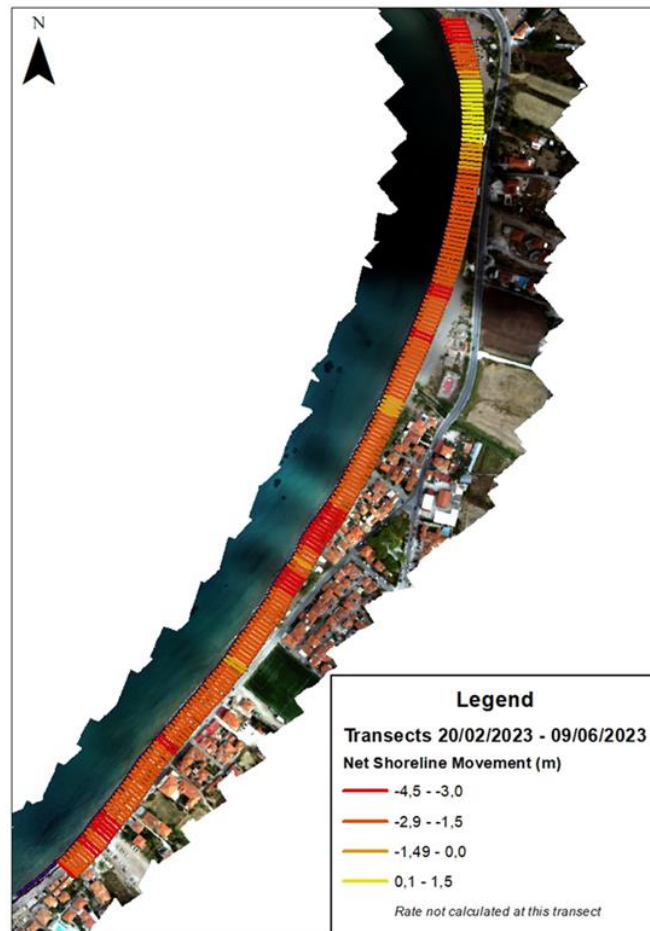 N
Legend
Transects 20/02/2023 - 09/06/2023
Net Shoreline Movement (m)
-4,5 - -3,0
-2,9 - -1,5
-1,49 - 0,0
0,1 - 1,5
Rate not calculated at this transect